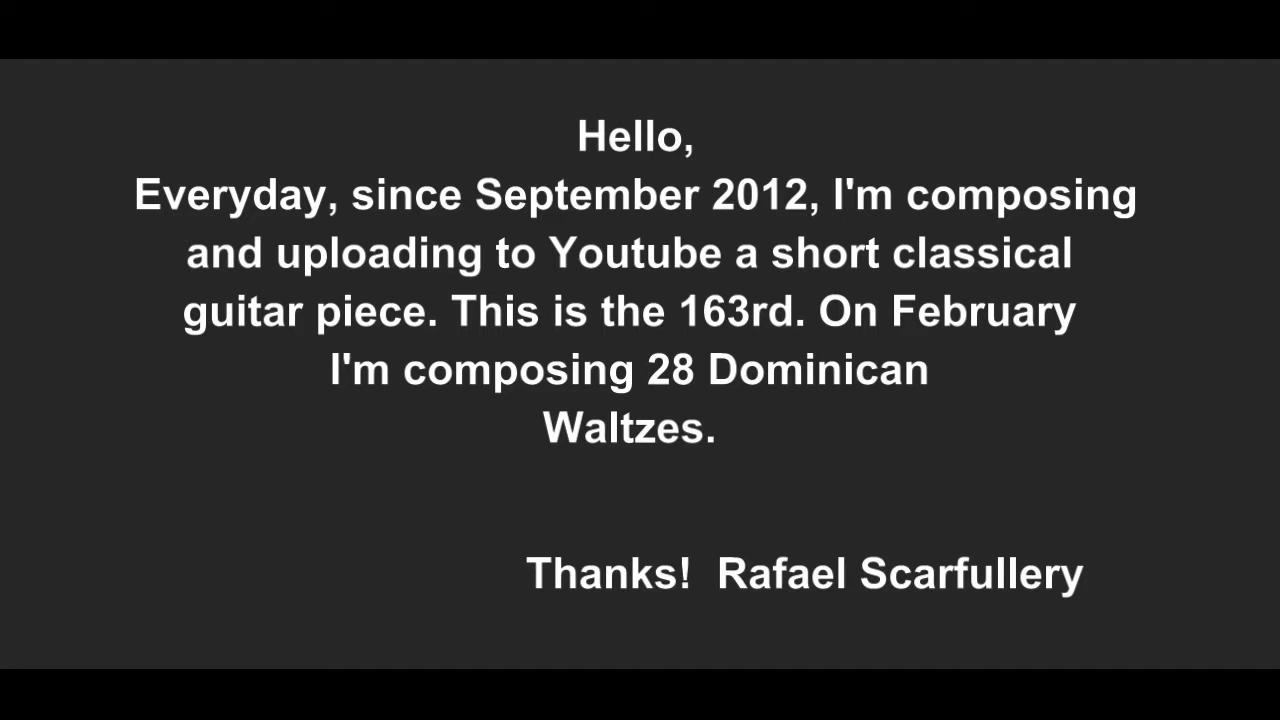 Hello,
Everyday, since September 2012, I'm composing
and uploading to Youtube a short classical
guitar piece. This is the 163rd. On February
I'm composing 28 Dominican
Waltzes.
Thanks!  Rafael Scarfullery